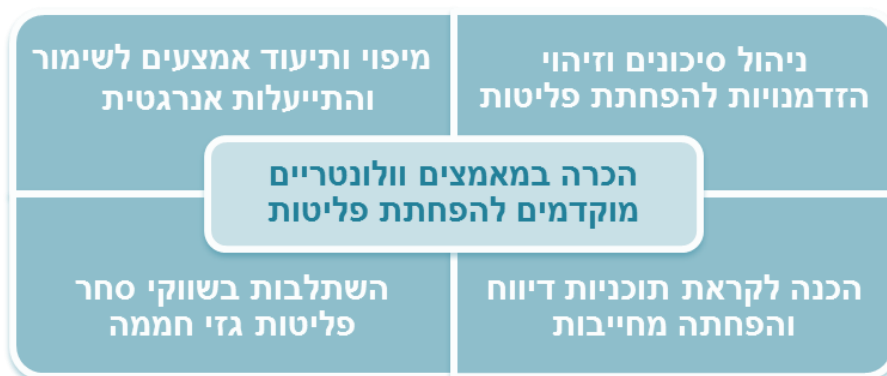 ניהול סיכונים וזיהוי
הזדמנויות להפחתת פליטות
מיפוי ותיעוד אמצעים לשימור
והתייעלות אנרגטית
הכרה במאמצים וולונטריים
מוקדמים להפחתת פליטות
הכנה לקראת תוכניות דיווח
והפחתה מחייבות
השתלבות בשווקי סחר
פליטות גזי חממה